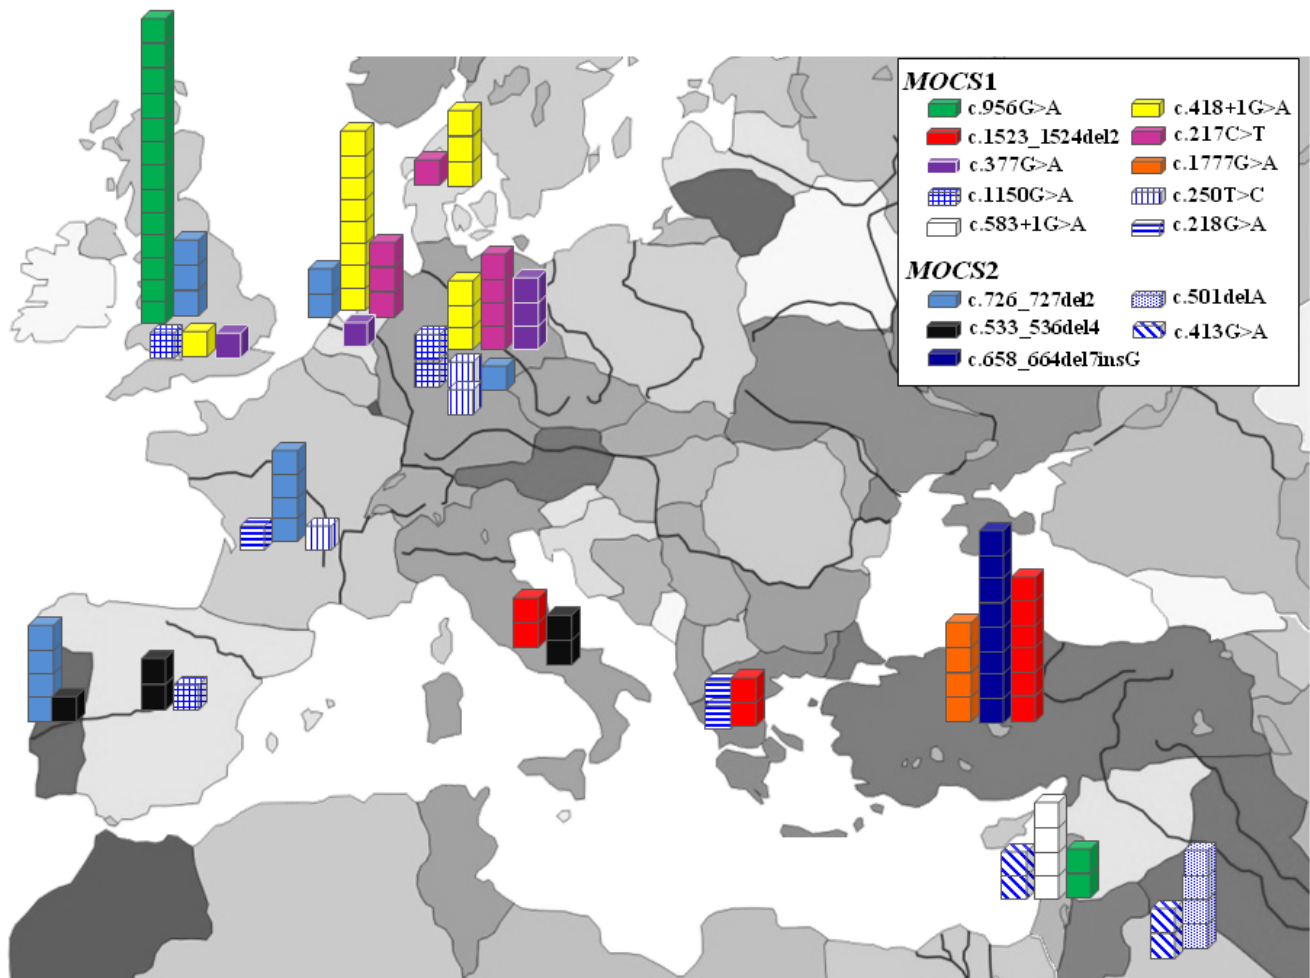 MOCS1
c.956G>A c.418+1G>A
c.1523_1524del2 c.217C>T
c.377G>A c.1777G>A
c.1150G>A c.250T>C
c.583+1G>A c.218G>A
MOCS2
c.726_727del2 c.501delA
c.533_536del4 c.413G>A
c.658_664del7insG